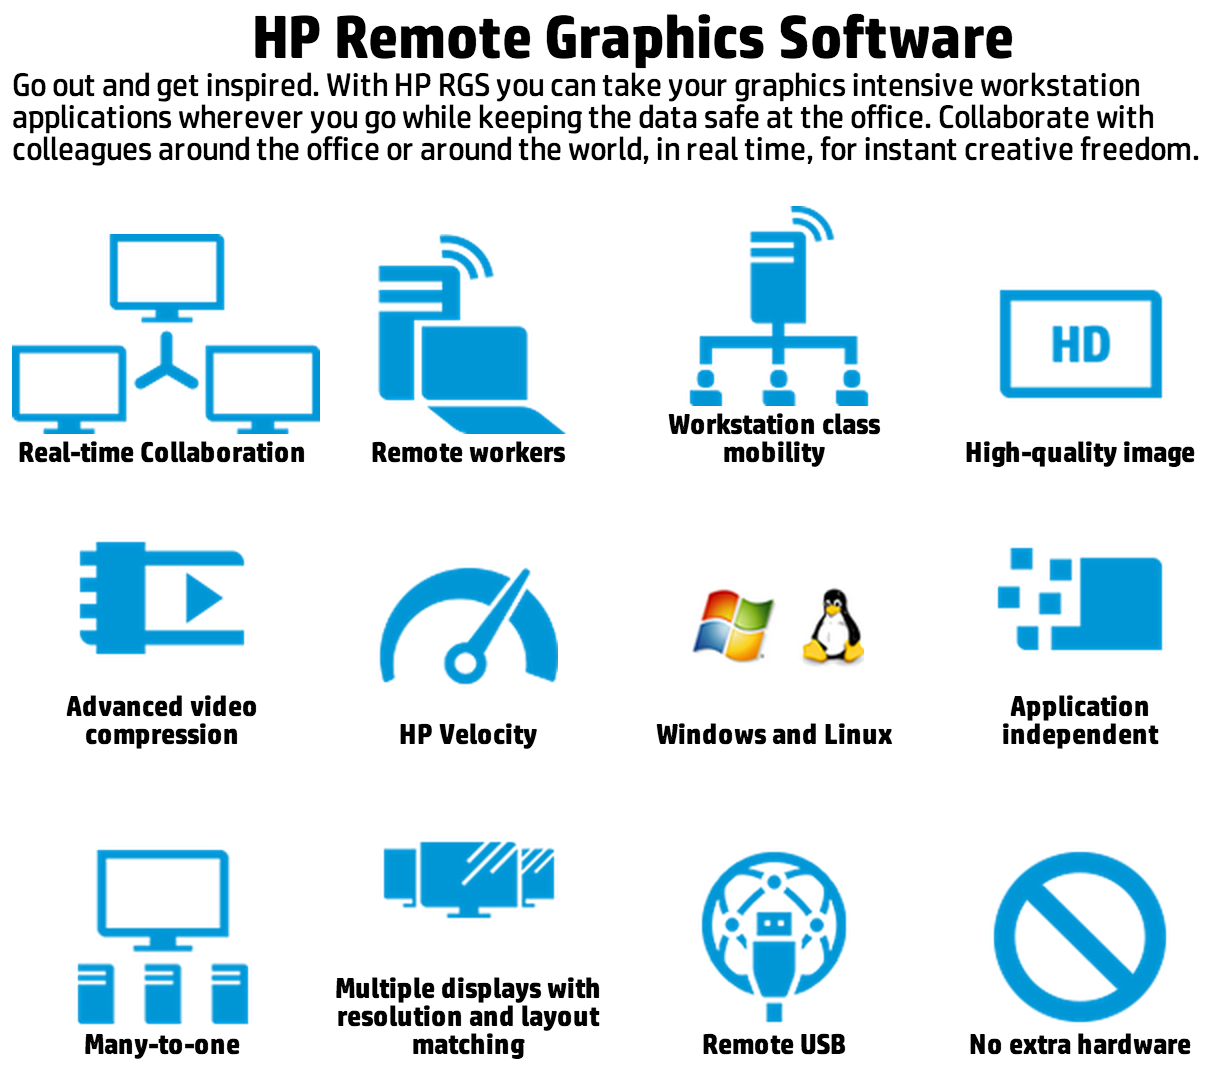 HP Remote Graphics Software
Go out and get inspired. With HP RGS you can take your graphics intensive workstation
applications wherever you go while keeping the data safe at the office. Collaborate with
colleagues around the office or around the world, in real time, for instant creative freedom.
Real-time Collaboration
Remote workers
Workstation class
mobility
HD
High-quality image
Advanced video
compression
HP Velocity
Windows and Linux
Application
independent
Many-to-one
Multiple displays with
resolution and layout
matching
Remote USB
No extra hardware